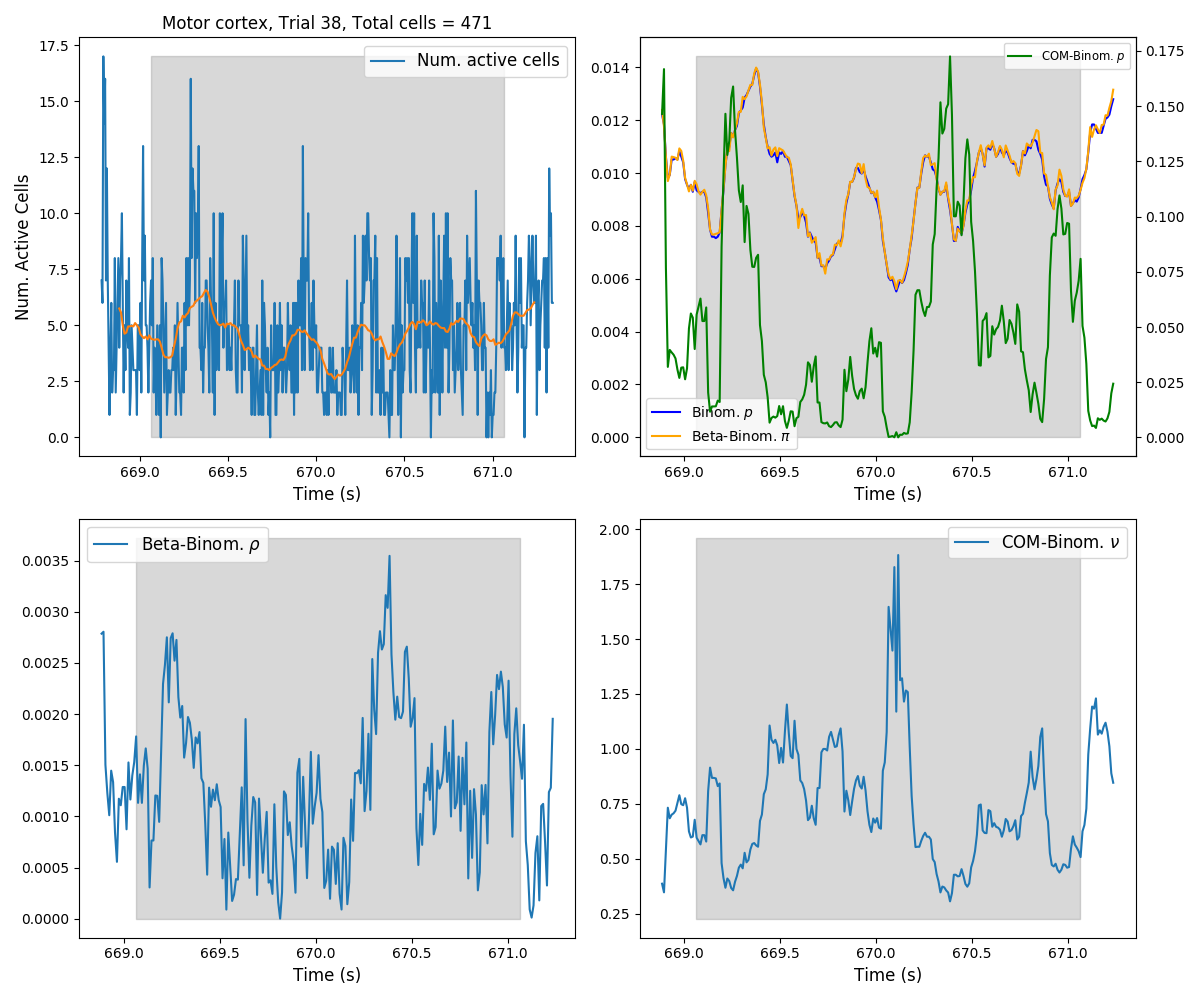 Motor cortex, Trial 38, Total cells = 471
Num. active cells
Num. Active Cells
17.5
15.0
12.5
10.0
7.5
5.0
2.5
0.0
669.0 669.5 670.0 670.5 671.0
Time (s)
COM-Binom. p
0.014
0.012
0.010
0.008
0.006
0.004
0.002
0.000
0.175
0.150
0.125
0.100
0.075
0.050
0.025
0.000
Binom. p
Beta-Binom. π
669.0 669.5 670.0 670.5 671.0
Time (s)
Beta-Binom. ρ
0.0035
0.0030
0.0025
0.0020
0.0015
0.0010
0.0005
0.0000
669.0 669.5 670.0 670.5 671.0
Time (s)
COM-Binom. ν
2.00
1.75
1.50
1.25
1.00
0.75
0.50
0.25
669.0 669.5 670.0 670.5 671.0
Time (s)